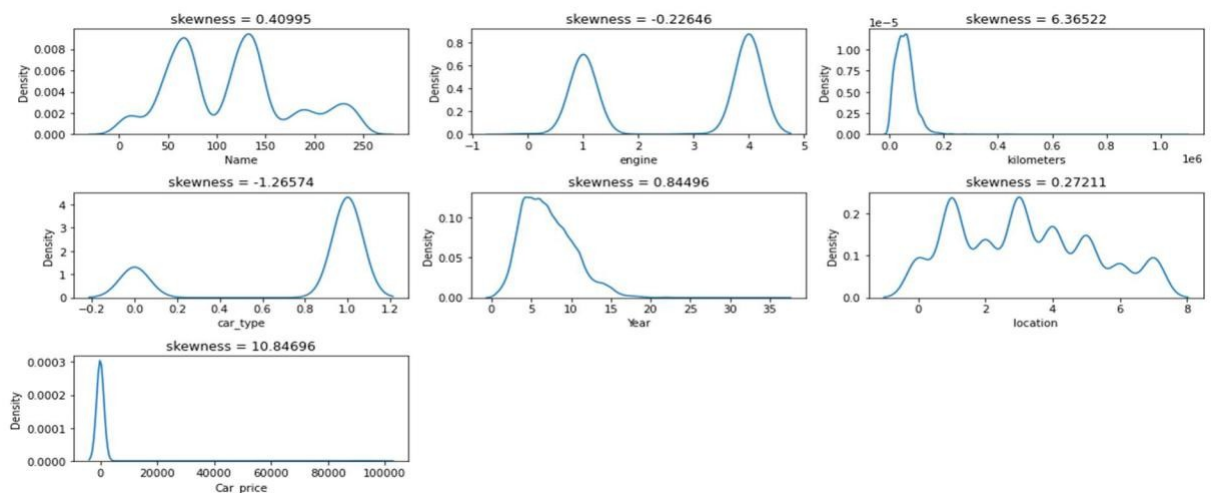 skewness = 0.40995
0.008
0.006
0.004
0.002
0.000
Density
0 50 100 150 200 250
Name
skewness = -0.22646
0.8
0.6
0.4
0.2
0.0
Density
−1 0 1 2 3 4 5
engine
skewness = 6.36522
1e−5
1.00
0.75
0.50
0.25
0.00
Density
0.0 0.2 0.4 0.6 0.8 1.0
1e6
kilometers
skewness = -1.26574
4
3
2
1
0
Density
−0.2 0.0 0.2 0.4 0.6 0.8 1.0 1.2
car_type
skewness = 0.84496
0.10
0.05
0.00
Density
0 5 10 15 20 25 30 35
Year
skewness = 0.27211
0.2
0.1
0.0
Density
0 2 4 6 8
location
skewness = 10.84696
0.0003
0.0002
0.0001
0.0000
Density
0 20000 40000 60000 80000 100000
Car_price